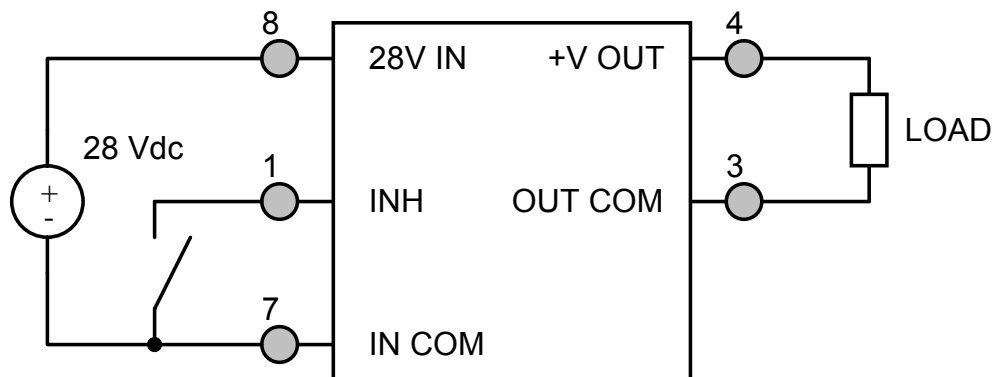 8
4
28V IN
+V OUT
28 Vdc
LOAD
1
3
+
-
INH
OUT COM
7
IN COM